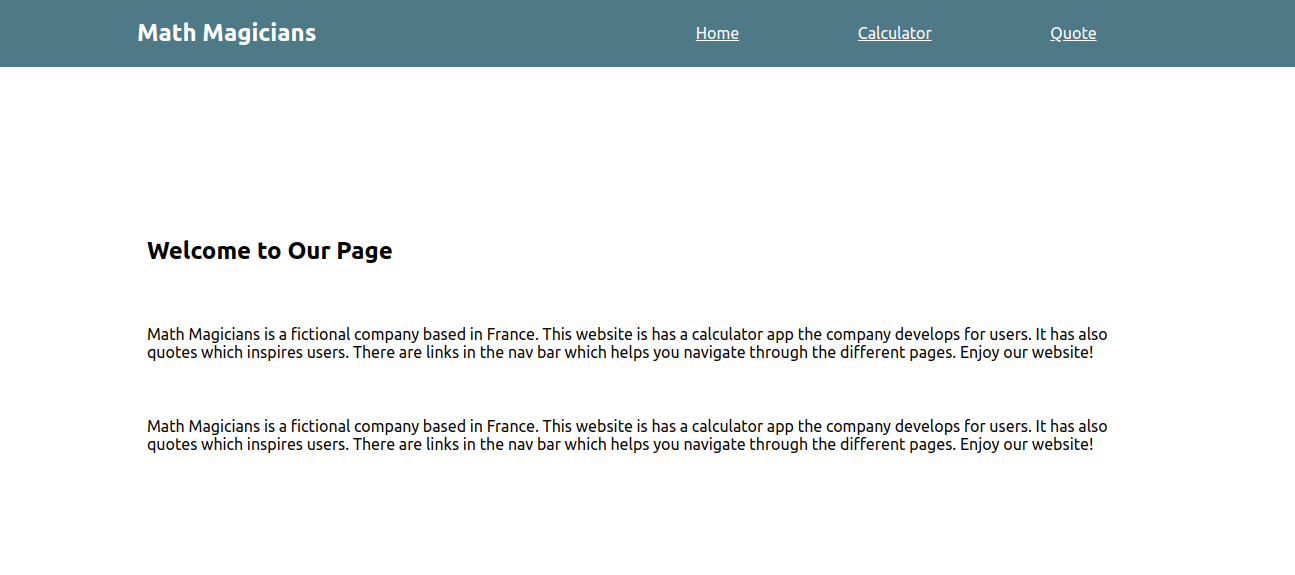 Math Magicians
Home
Calculator
Quote
Welcome to Our Page
Math Magicians is a fictional company based in France. This website is has a calculator app the company develops for users. It has also
quotes which inspires users. There are links in the nav bar which helps you navigate through the different pages. Enjoy our website!
Math Magicians is a fictional company based in France. This website is has a calculator app the company develops for users. It has also
quotes which inspires users. There are links in the nav bar which helps you navigate through the different pages. Enjoy our website!